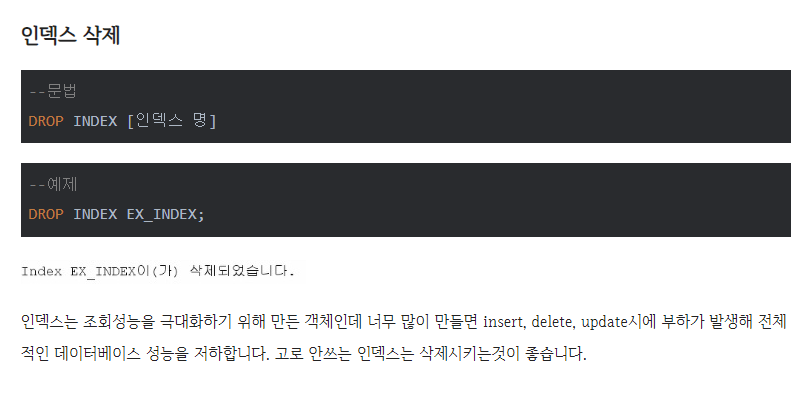 인덱스 삭제
--문법
DROP INDEX [인덱스 명]
--예제
DROP INDEX EX_INDEX;
Index EX_INDEX이(가) 삭제되었습니다.
인덱스는 조회성능을 극대화하기 위해 만든 객체인데 너무 많이 만들면 insert, delete, update시에 부하가 발생해 전체
적인 데이터베이스 성능을 저하합니다. 고로 안쓰는 인덱스는 삭제시키는것이 좋습니다.